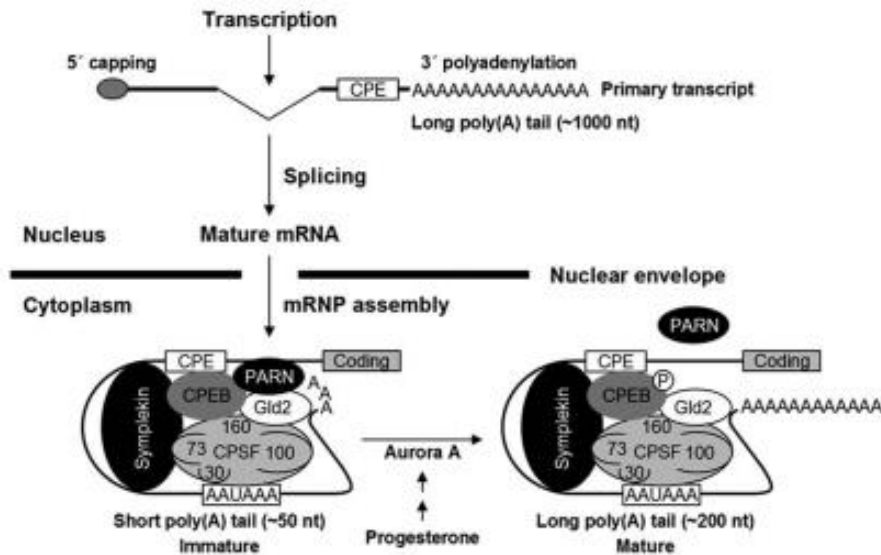 Transcription
5´ capping
3´ polyadenylation
CPE
AAAAAAAAAAAAAAA
Primary transcript
Long poly(A) tail (~1000 nt)
Splicing
Nucleus
Mature mRNA
Nuclear envelope
Cytoplasm
mRNP assembly
CPE
PARN
Coding
Symplekin
CPEB
Gld2
A
A
A
160
73
CPSF
100
30
AAUAAA
Short poly(A) tail (~50 nt)
Immature
Aurora A
Progesterone
PARN
CPE
Coding
Symplekin
CPEB
P
Gld2
AAAAAAAAAAAA
160
73
CPSF
100
30
AAUAAA
Long poly(A) tail (~200 nt)
Mature